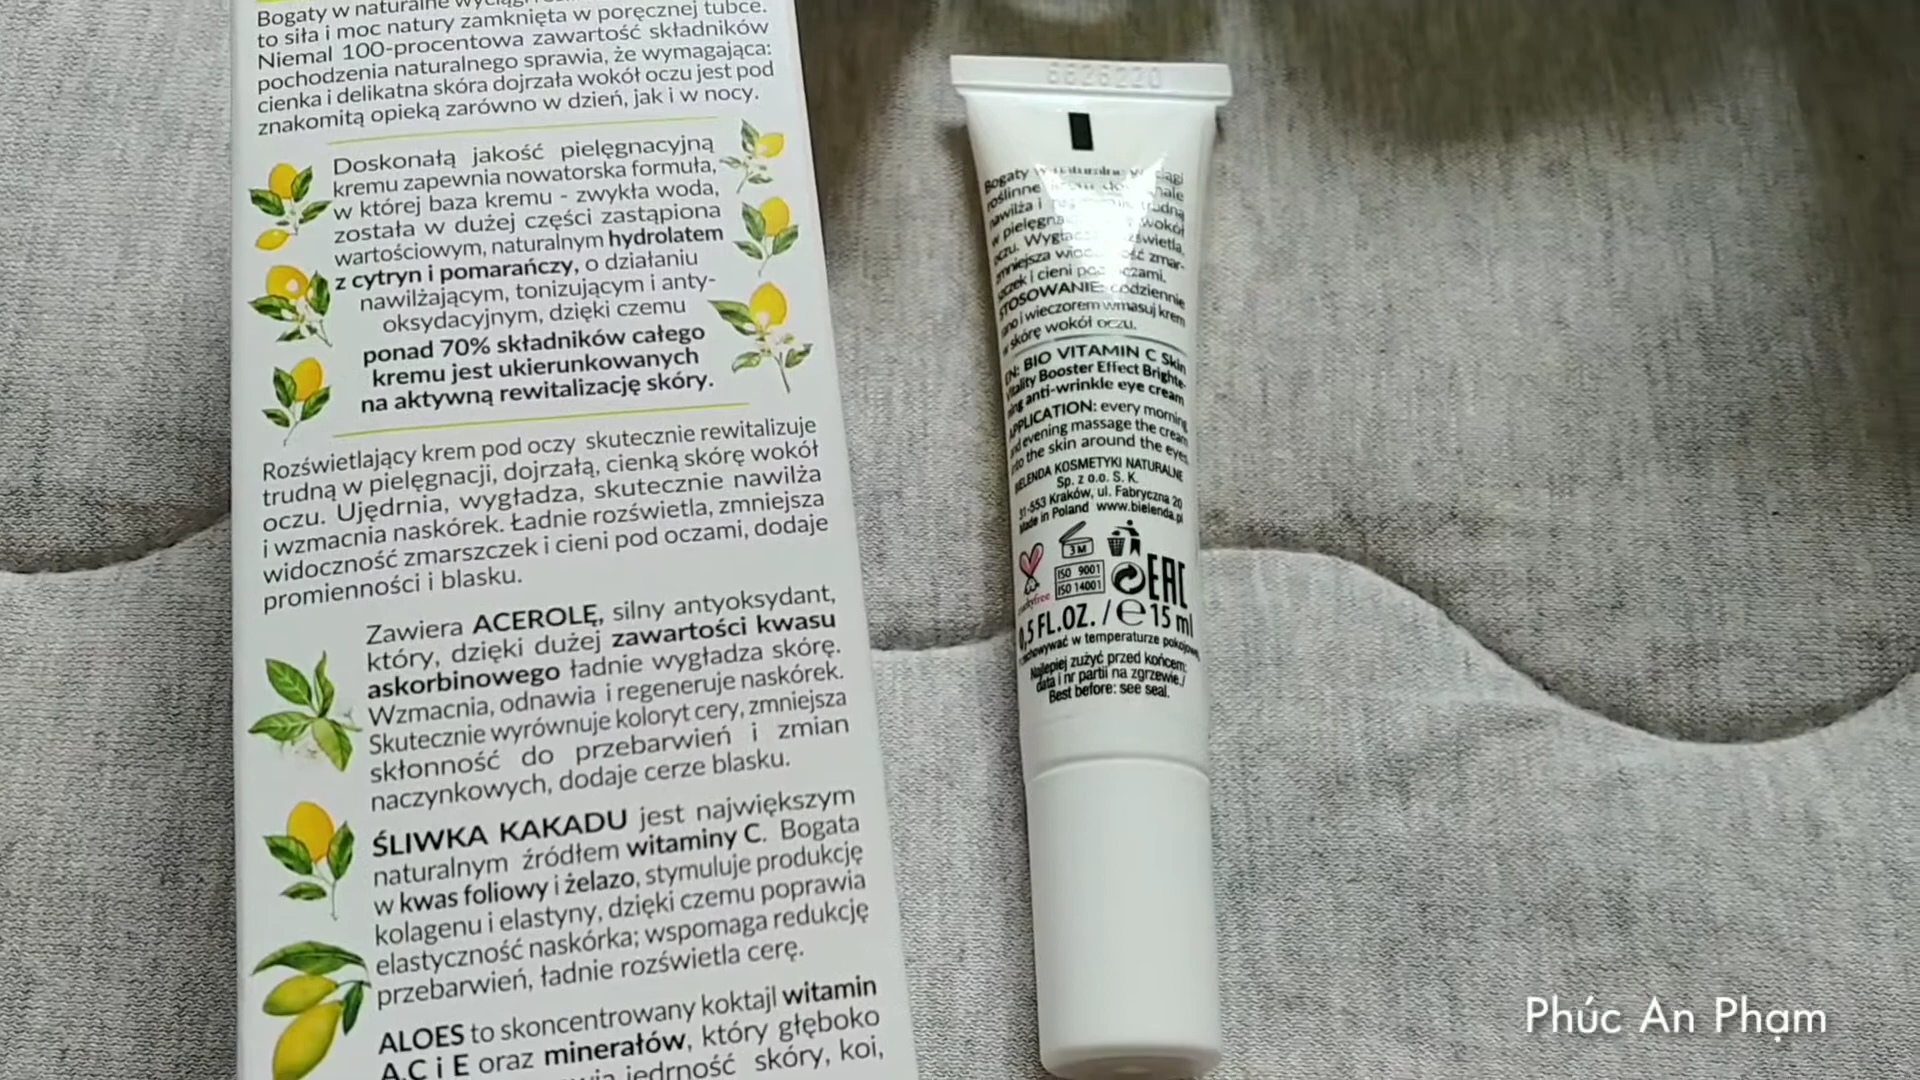 Bogaty w naturalne
to siła i moc natury zamknięta w poręcznej tubce.
Niemal 100-procentowa zawartość składników
pochodzenia naturalnego sprawia, że wymagająca:
cienka i delikatna skóra dojrzała wokół oczu jest pod
znakomitą opieką zarówno w dzień, jak i w nocy.
Doskonałą jakość pielęgnacyjną
kremu zapewnia nowatorska formuła,
w której baza kremu - zwykła woda,
została w dużej części zastąpiona
wartościowym, naturalnym hydrolatem
z cytryn i pomarańczy, o działaniu
nawilżającym, tonizującym i anty-
oksydacyjnym, dzięki czemu
ponad 70% składników całego
kremu jest ukierunkowanych
na aktywną rewitalizację skóry.
Rozświetlający krem pod oczy skutecznie rewitalizuje
trudną w pielęgnacji, dojrzałą, cienką skórę wokół
oczu. Ujędrnia, wygładza, skutecznie nawilża
i wzmacnia naskórek. Ładnie rozświetla, zmniejsza
widoczność zmarszczek i cieni pod oczami, dodaje
promienności i blasku.
Zawiera ACEROLĘ, silny antyoksydant,
który, dzięki dużej zawartości kwasu
askorbinowego ładnie wygładza skórę.
Wzmacnia, odnawia i regeneruje naskórek.
Skutecznie wyrównuje koloryt cery, zmniejsza
skłonność do przebarwień i zmian
naczynkowych, dodaje cerze blasku.
ŚLIWKA KAKADU jest największym
naturalnym źródłem witaminy C. Bogata
w kwas foliowy i żelazo, stymuluje produkcję
kolagenu i elastyny, dzięki czemu poprawia
elastyczność naskórka; wspomaga redukcję
przebarwień, ładnie rozświetla cerę.
ALOES to skoncentrowany koktajl witamin
A,C i E oraz minerałów, który głęboko
jędrność skóry, koi,
6626220
Bogaty w naturalne
roślinne
nawilża i trudną
w pielęgna wokół
oczu.
i cieni
STOSOWANIE: codziennie
rano i wieczorem wmasuj krem
w skórę wokół oczu.
EN: BIO VITAMIN C Skin
Vitality Booster Effect Brighte-
ning anti-wrinkle eye cream
APPLICATION: every morning
and evening massage the cream
into the skin around the eyes.
BIELENDA KOSMETYKI NATURALNE
Sp. z o.o. S. K.
31-553 Kraków, ul. Fabryczna 20
Made in Poland www.bielenda.pl
3 M
ISO 9001
ISO 14001
EAC
crueltyfree
0,5 FL.OZ. / e 15 ml
Przechowywać w temperaturze pokojowej.
Najlepiej zużyć przed końcem:
data i nr partii na zgrzewie./
Best before: see seal.
Phúc An Phạm